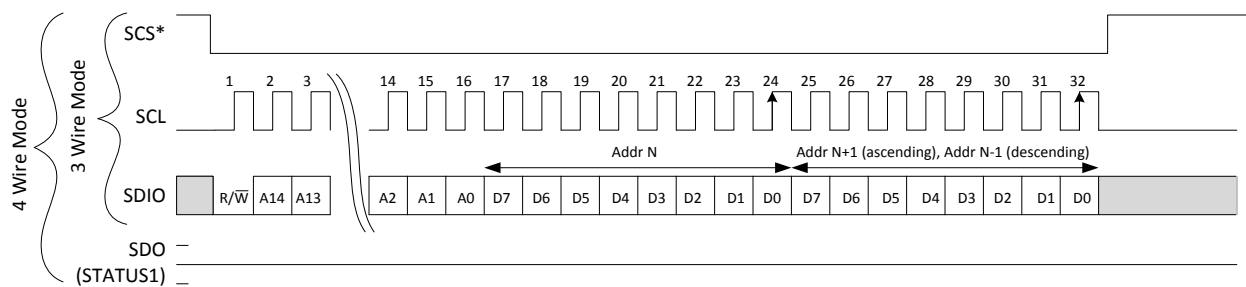 SCS*
1 2 3 14 15 16 17 18 19 20 21 22 23 24 25 26 27 28 29 30 31 32
SCL
Addr N Addr N+1 (ascending), Addr N-1 (descending)
SDIO R/W̅ A14 A13 A2 A1 A0 D7 D6 D5 D4 D3 D2 D1 D0 D7 D6 D5 D4 D3 D2 D1 D0
SDO
(STATUS1)
3 Wire Mode
4 Wire Mode